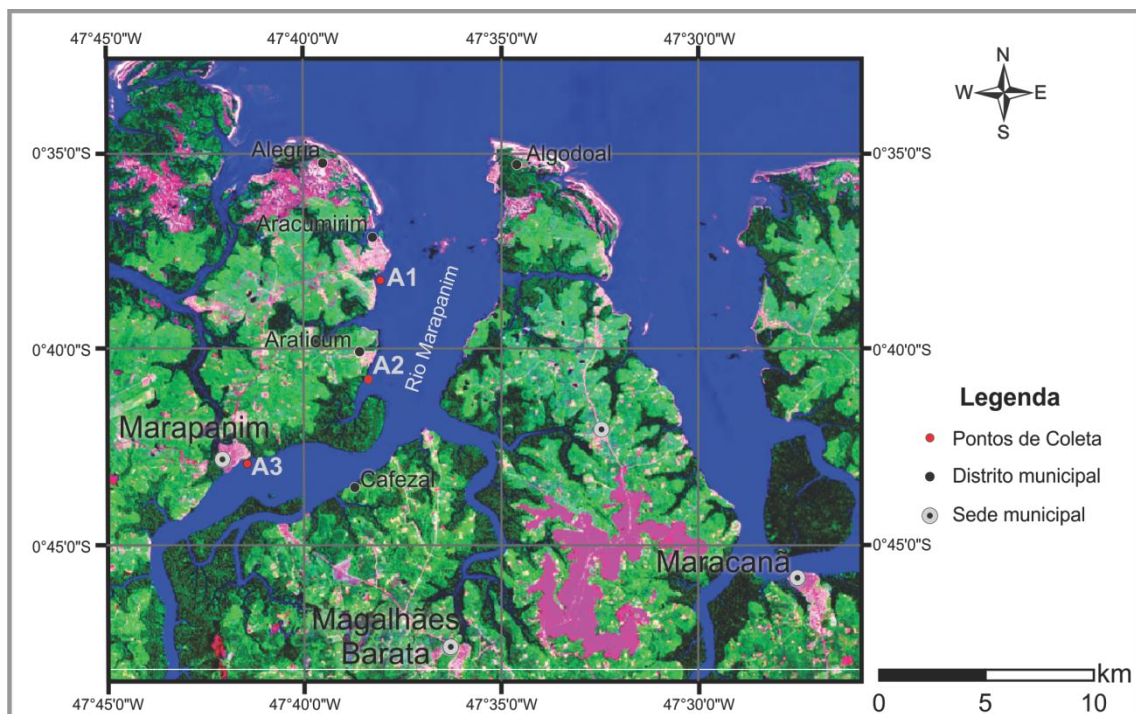 47°45'0"W 47°40'0"W 47°35'0"W 47°30'0"W
N
W E
S
0°35'0"S 0°35'0"S
Alegria Algodoal
Aracumirim
A1
Rio Marapanim
0°40'0"S 0°40'0"S
Araticum
A2
Marapanim
A3
Cafezal
0°45'0"S 0°45'0"S
Maracanã
Magalhães
Barata
47°45'0"W 47°40'0"W 47°35'0"W 47°30'0"W
Legenda
Pontos de Coleta
Distrito municipal
Sede municipal
km
0 5 10